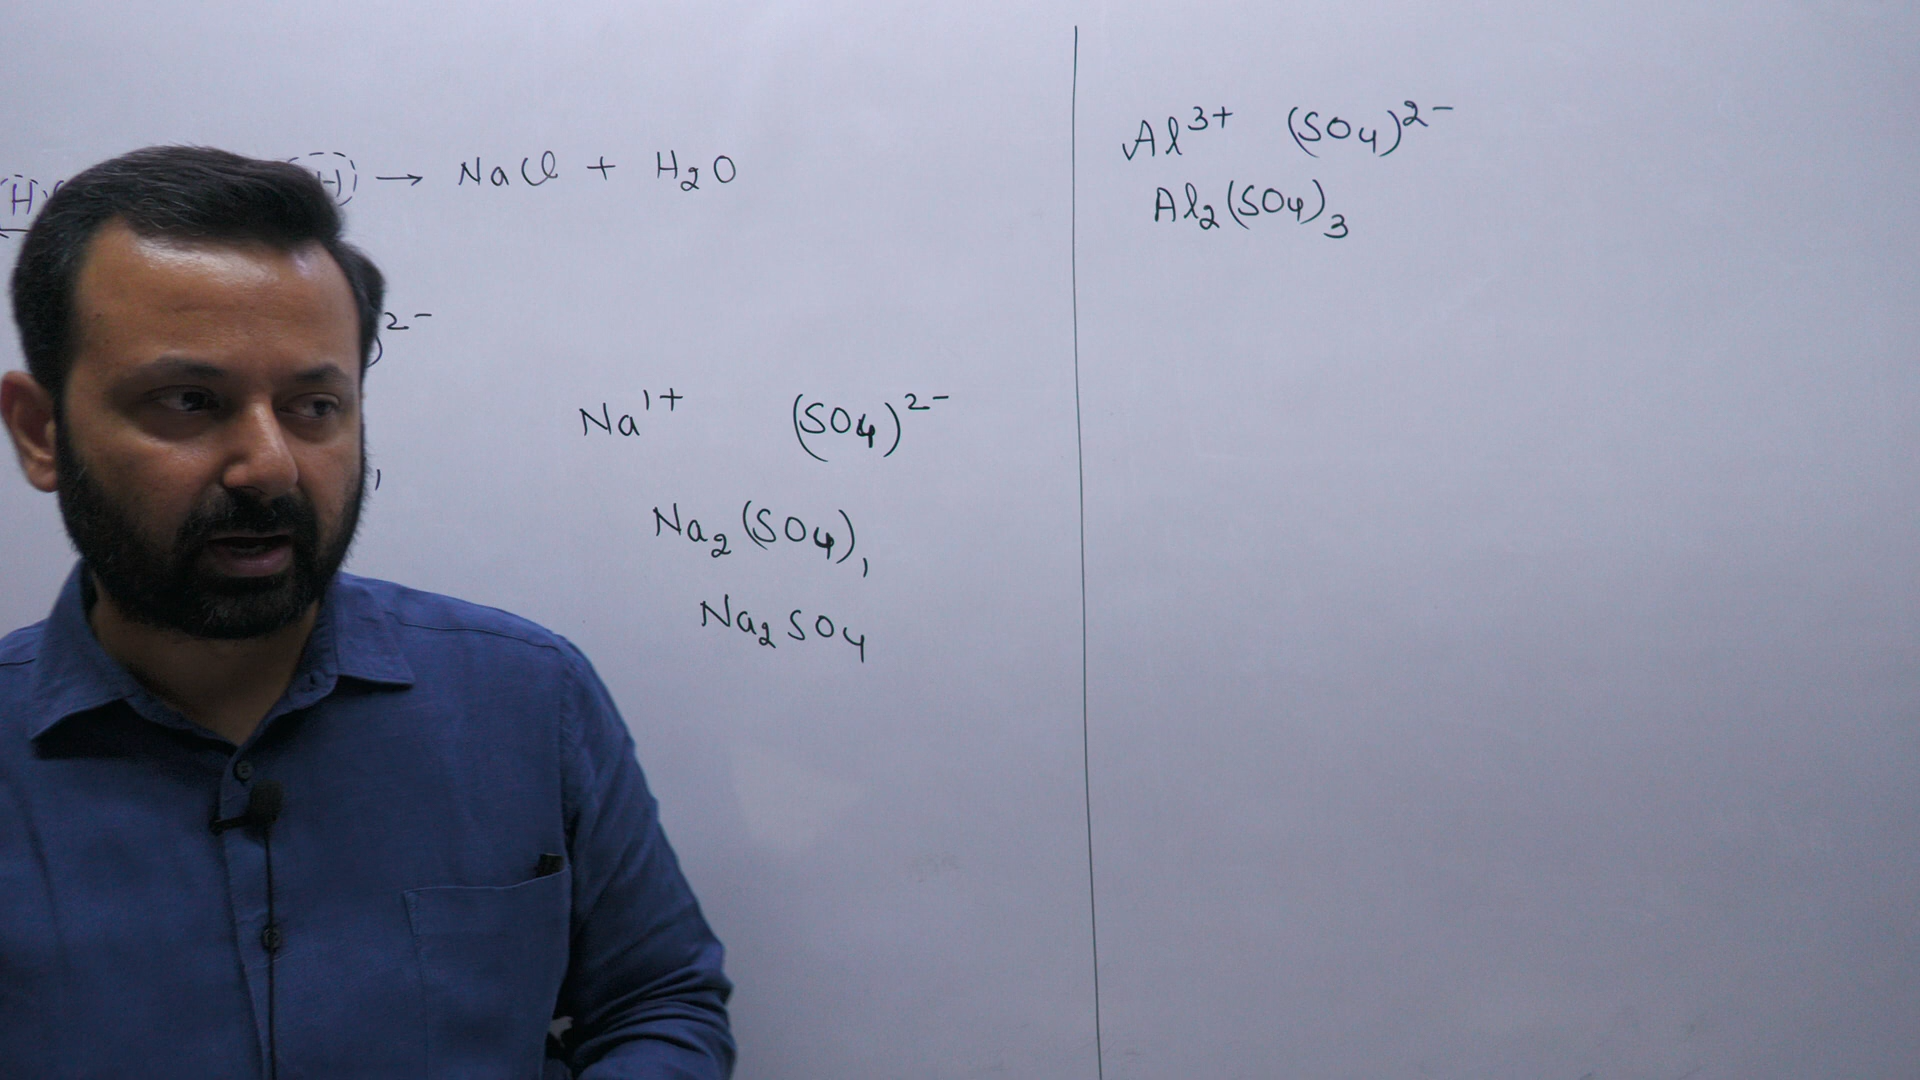 (H) H) → NaCl + H₂O
)²⁻
Na¹⁺ (SO₄)²⁻
Na₂(SO₄)₁
Na₂SO₄
Al³⁺ (SO₄)²⁻
Al₂(SO₄)₃